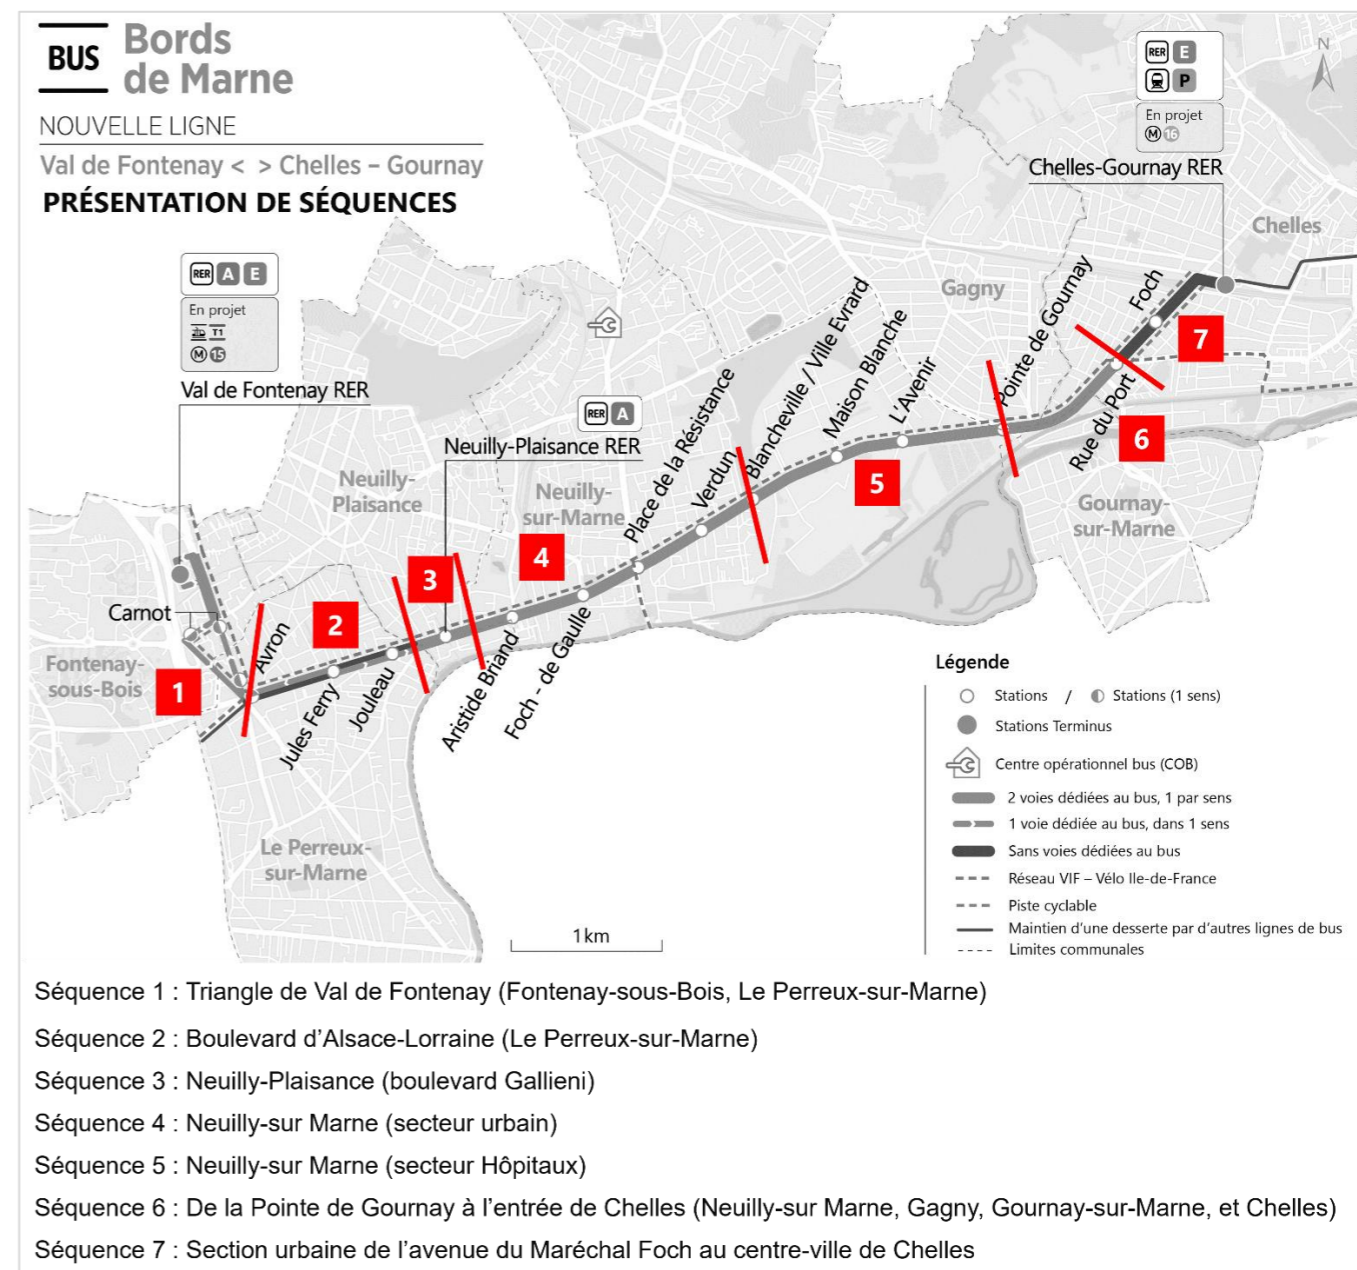 BUS
Bords
de Marne
NOUVELLE LIGNE
Val de Fontenay < > Chelles – Gournay
PRÉSENTATION DE SÉQUENCES
RER E
P
En projet
M 16
Chelles-Gournay RER
N
Chelles
RER A E
En projet
T1
M 15
Val de Fontenay RER
RER A
Neuilly-Plaisance RER
Gagny
Neuilly-
Plaisance
Neuilly-
sur-Marne
Gournay-
sur-Marne
Fontenay-
sous-Bois
Le Perreux-
sur-Marne
Carnot
Avron
Jules Ferry
Jouleau
Aristide Briand
Foch - de Gaulle
Place de la Résistance
Verdun
Blancheville / Ville Evrard
Maison Blanche
L'Avenir
Pointe de Gournay
Rue du Port
Foch
1
2
3
4
5
6
7
1 km
Légende
Stations / Stations (1 sens)
Stations Terminus
Centre opérationnel bus (COB)
2 voies dédiées au bus, 1 par sens
1 voie dédiée au bus, dans 1 sens
Sans voies dédiées au bus
Réseau VIF – Vélo Ile-de-France
Piste cyclable
Maintien d'une desserte par d'autres lignes de bus
Limites communales
Séquence 1 : Triangle de Val de Fontenay (Fontenay-sous-Bois, Le Perreux-sur-Marne)
Séquence 2 : Boulevard d'Alsace-Lorraine (Le Perreux-sur-Marne)
Séquence 3 : Neuilly-Plaisance (boulevard Gallieni)
Séquence 4 : Neuilly-sur Marne (secteur urbain)
Séquence 5 : Neuilly-sur Marne (secteur Hôpitaux)
Séquence 6 : De la Pointe de Gournay à l'entrée de Chelles (Neuilly-sur Marne, Gagny, Gournay-sur-Marne, et Chelles)
Séquence 7 : Section urbaine de l'avenue du Maréchal Foch au centre-ville de Chelles